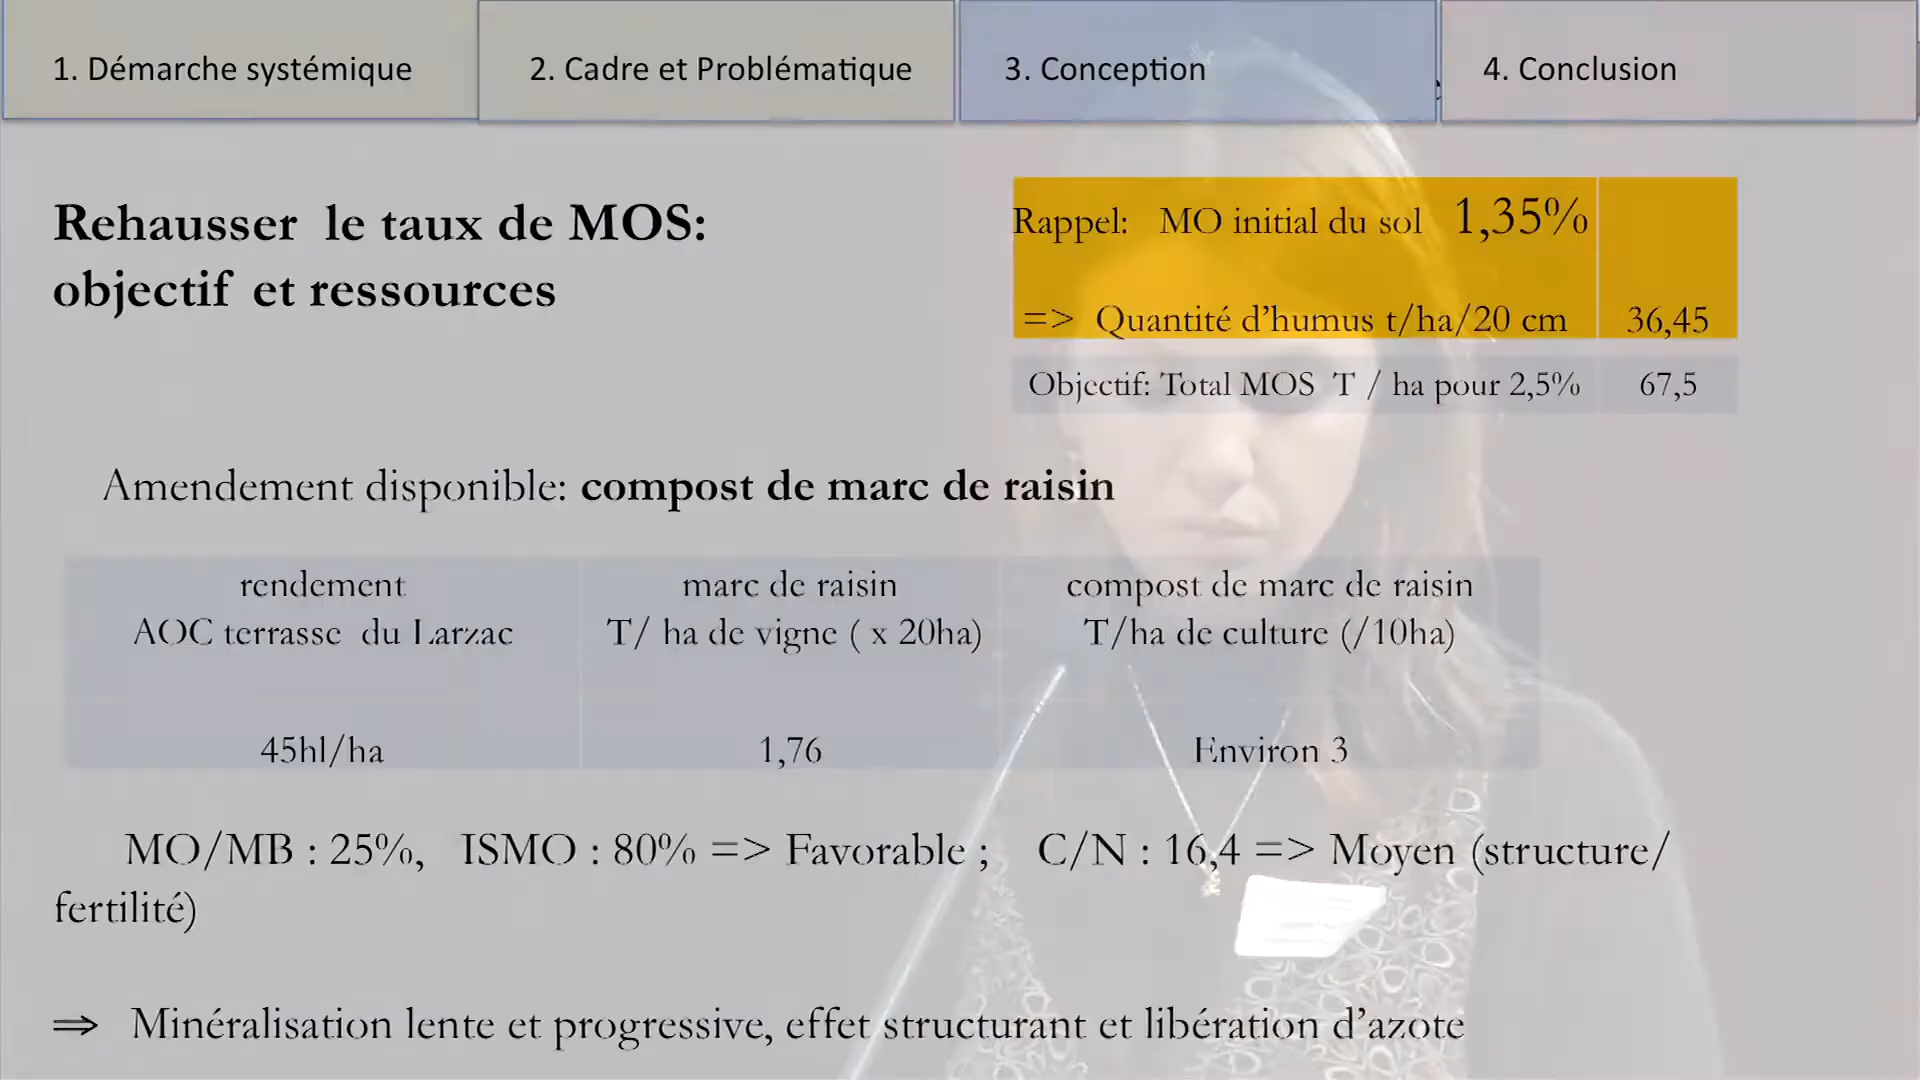 1. Démarche systémique
2. Cadre et Problématique
3. Conception
4. Conclusion
Rehausser le taux de MOS:
objectif et ressources
Rappel: MO initial du sol 1,35%
=> Quantité d’humus t/ha/20 cm 36,45
Objectif: Total MOS T / ha pour 2,5% 67,5
Amendement disponible: compost de marc de raisin
rendement
AOC terrasse du Larzac
marc de raisin
T/ ha de vigne ( x 20ha)
compost de marc de raisin
T/ha de culture (/10ha)
45hl/ha
1,76
Environ 3
MO/MB : 25%, ISMO : 80% => Favorable ; C/N : 16,4 => Moyen (structure/
fertilité)
⇒ Minéralisation lente et progressive, effet structurant et libération d’azote